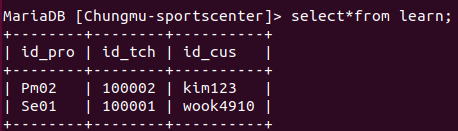 MariaDB [Chungmu-sportscenter]> select*from learn;
+--------+--------+----------+
| id_pro | id_tch | id_cus   |
+--------+--------+----------+
| Pm02   | 100002 | kim123   |
| Se01   | 100001 | wook4910 |
+--------+--------+----------+